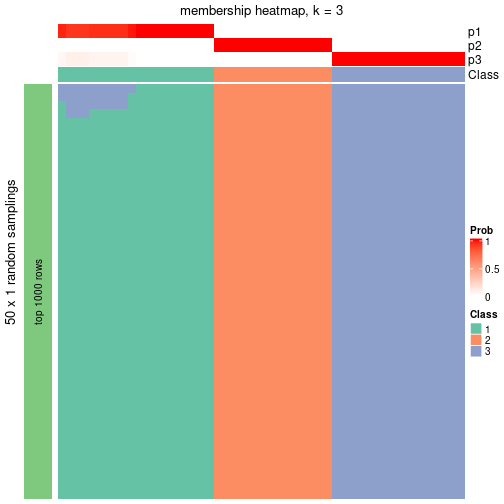 membership heatmap, k = 3
p1
p2
p3
Class
50 x 1 random samplings
top 1000 rows
Prob
1
0.5
0
Class
1
2
3